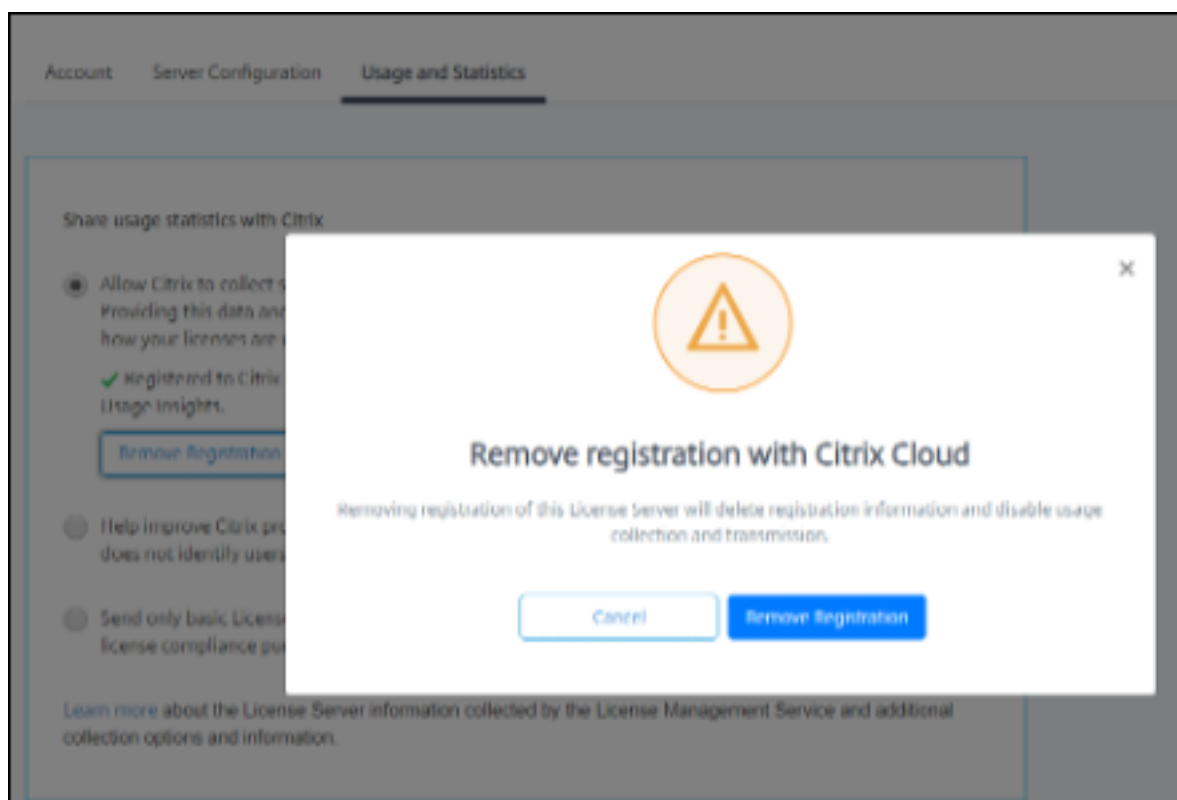 Account Server Configuration Usage and Statistics
Share usage statistics with Citrix
Allow Citrix to collect s
Providing this data and
how your licenses are
Registered to Citrix
Usage Insights.
Remove Registration
Help improve Citrix pro
does not identify users
Send only basic Licens
license compliance pu
Learn more about the License Server information collected by the License Management Service and additional
collection options and information.
×
Remove registration with Citrix Cloud
Removing registration of this License Server will delete registration information and disable usage
collection and transmission.
Cancel Remove Registration